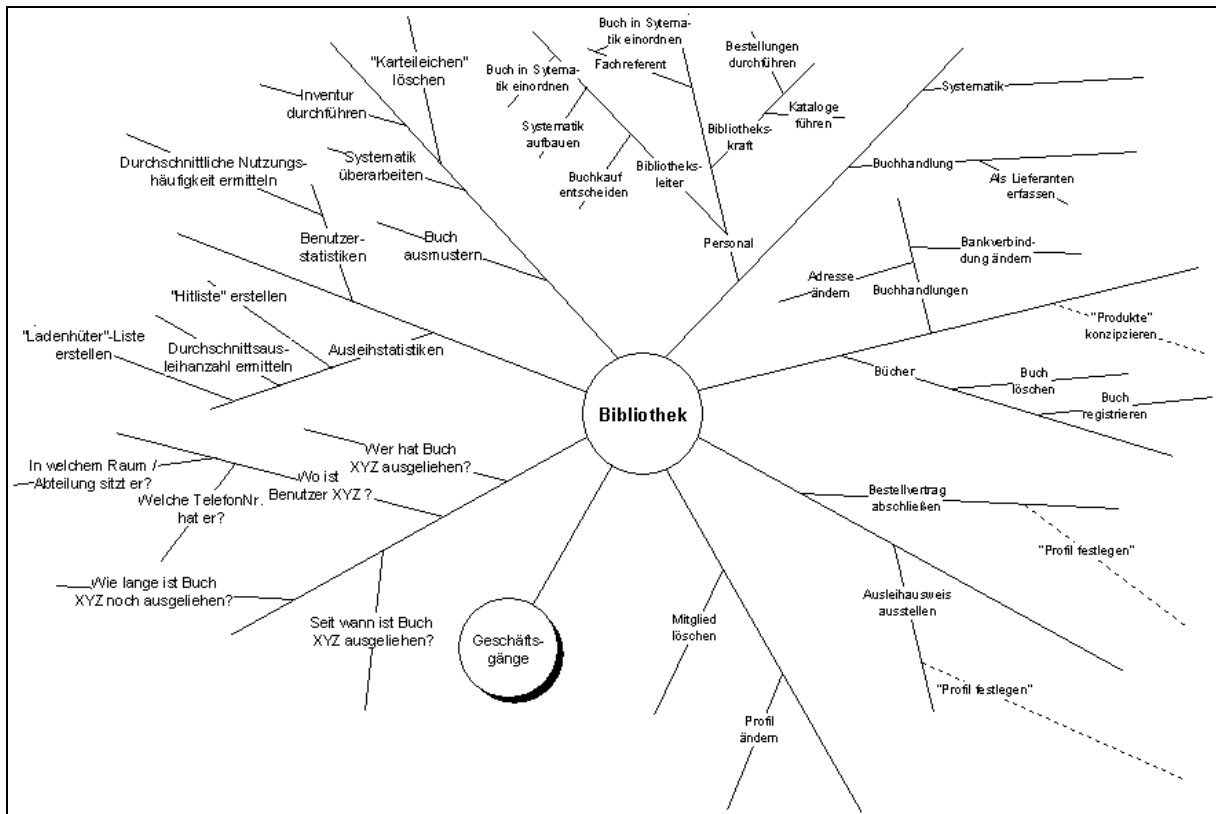 Buch in Sytema-
tik einordnen
Fachreferent
Bestellungen
durchführen
"Karteileichen"
löschen
Buch in Sytema-
tik einordnen
Systematik
Inventur
durchführen
Kataloge
führen
Systematik
aufbauen
Bibliotheks-
kraft
Durchschnittliche Nutzungs-
häufigkeit ermitteln
Systematik
überarbeiten
Buchkauf
entscheiden
Bibliotheks-
leiter
Buchhandlung
Als Lieferanten
erfassen
Benutzer-
statistiken
Buch
ausmustern
Personal
Bankverbin-
dung ändern
Adresse
ändern
Buchhandlungen
"Hitliste" erstellen
"Ladenhüter"-Liste
erstellen
Durchschnittsaus-
leihanzahl ermitteln
Ausleihstatistiken
"Produkte"
konzipzieren
Bücher
Buch
löschen
Buch
registrieren
Bibliothek
Wer hat Buch
XYZ ausgeliehen?
In welchem Raum /
Abteilung sitzt er?
Wo ist
Benutzer XYZ ?
Welche TelefonNr.
hat er?
Bestellvertrag
abschließen
"Profil festlegen"
Wie lange ist Buch
XYZ noch ausgeliehen?
Ausleihausweis
ausstellen
Seit wann ist Buch
XYZ ausgeliehen?
Geschäfts-
gänge
Mitglied
löschen
"Profil festlegen"
Profil
ändern